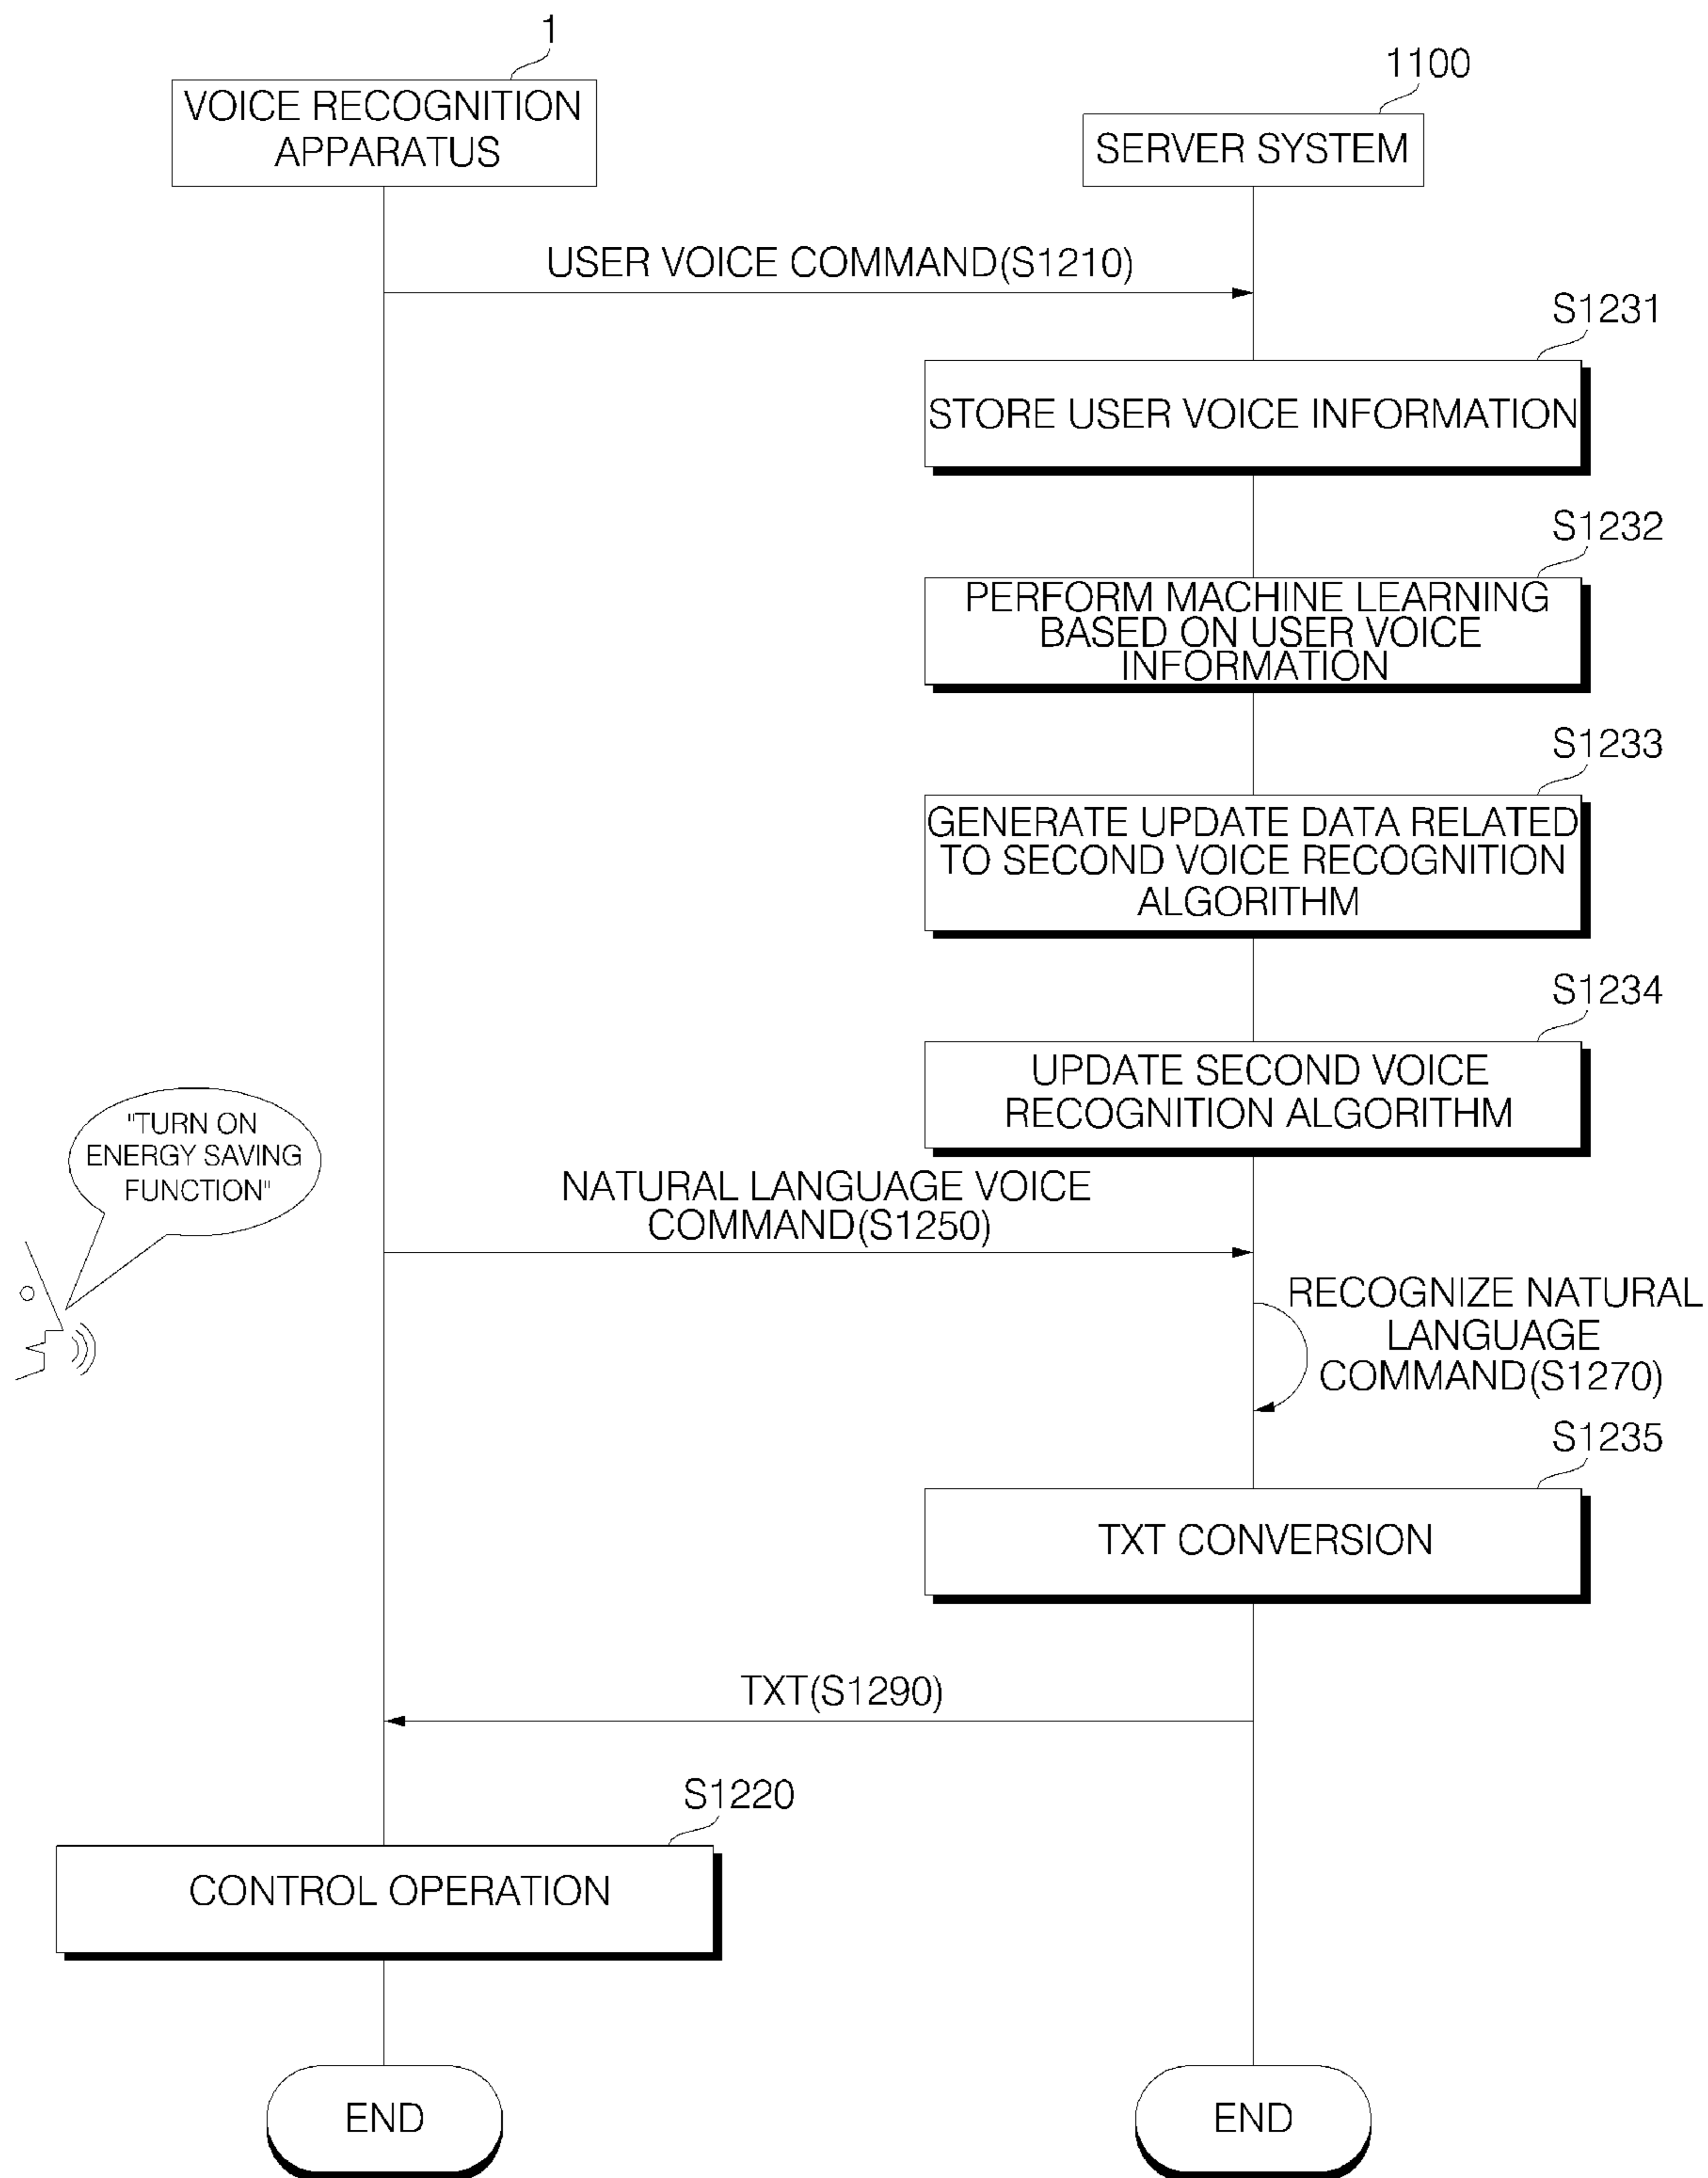 1
VOICE RECOGNITION
APPARATUS
1100
SERVER SYSTEM
USER VOICE COMMAND(S1210)
S1231
STORE USER VOICE INFORMATION
S1232
PERFORM MACHINE LEARNING
BASED ON USER VOICE
INFORMATION
S1233
GENERATE UPDATE DATA RELATED
TO SECOND VOICE RECOGNITION
ALGORITHM
S1234
UPDATE SECOND VOICE
RECOGNITION ALGORITHM
"TURN ON
ENERGY SAVING
FUNCTION"
NATURAL LANGUAGE VOICE
COMMAND(S1250)
RECOGNIZE NATURAL
LANGUAGE
COMMAND(S1270)
S1235
TXT CONVERSION
TXT(S1290)
S1220
CONTROL OPERATION
END
END